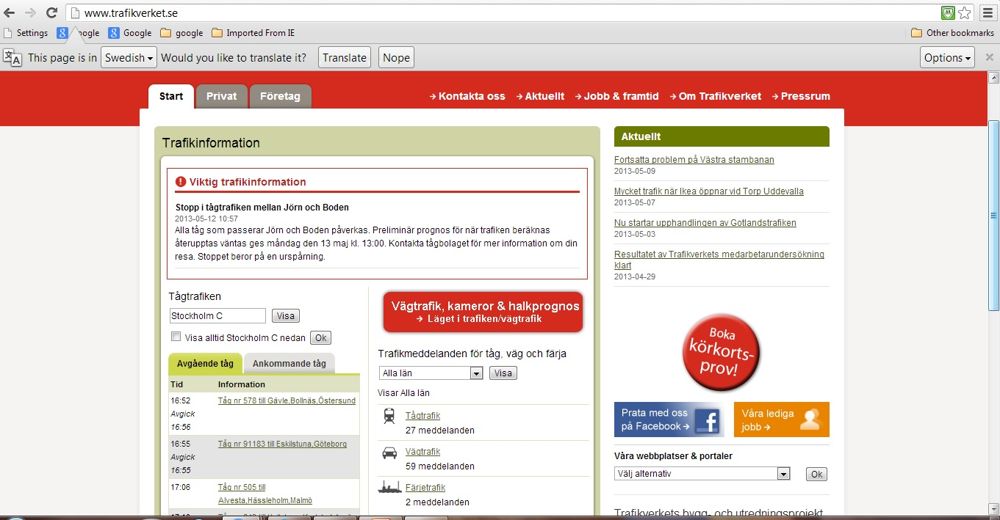 www.trafikverket.se
Settings
Google
google
Imported From IE
Other bookmarks
This page is in Swedish Would you like to translate it? Translate Nope Options
Start Privat Företag
Kontakta oss Aktuellt Jobb & framtid Om Trafikverket Pressrum
Trafikinformation
Viktig trafikinformation
Stopp i tågtrafiken mellan Jörn och Boden
2013-05-12 10:57
Alla tåg som passerar Jörn och Boden påverkas. Preliminär prognos för när trafiken beräknas
återupptas väntas ges måndag den 13 maj kl. 13:00. Kontakta tågbolaget för mer information om din
resa. Stoppet beror på en urspårning.
Tågtrafiken
Stockholm C Visa
Visa alltid Stockholm C nedan Ok
Avgående tåg Ankommande tåg
Tid Information
16:52 Tåg nr 578 till Gävle,Bollnäs,Östersund
Avgick
16:56
16:55 Tåg nr 91183 till Eskilstuna,Göteborg
Avgick
16:55
17:06 Tåg nr 505 till
Alvesta,Hässleholm,Malmö
Vägtrafik, kameror & halkprognos
Läget i trafiken/vägtrafik
Trafikmeddelanden för tåg, väg och färja
Alla län Visa
Visar Alla län
Tågtrafik
27 meddelanden
Vägtrafik
59 meddelanden
Färjetrafik
2 meddelanden
Aktuellt
Fortsatta problem på Västra stambanan
2013-05-09
Mycket trafik när Ikea öppnar vid Torp Uddevalla
2013-05-07
Nu startar upphandlingen av Gotlandstrafiken
2013-05-03
Resultatet av Trafikverkets medarbetarundersökning
klart
2013-04-29
Boka
körkorts-
prov!
Prata med oss
på Facebook
Våra lediga
jobb
Våra webbplatser & portaler
Välj alternativ Ok
Trafikverkets bygg- och utredningsprojekt